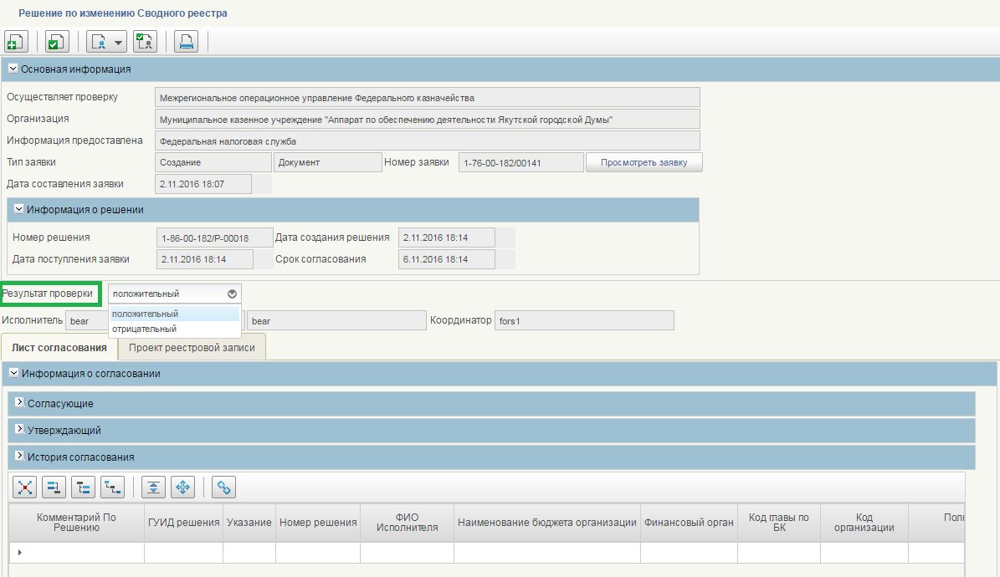 Решение по изменению Сводного реестра
Основная информация
Осуществляет проверку Межрегиональное операционное управление Федерального казначейства
Организация Муниципальное казенное учреждение "Аппарат по обеспечению деятельности Якутской городской Думы"
Информация предоставлена Федеральная налоговая служба
Тип заявки Создание Документ Номер заявки 1-76-00-182/00141 Просмотреть заявку
Дата составления заявки 2.11.2016 18:07
Информация о решении
Номер решения 1-86-00-182/Р-00018 Дата создания решения 2.11.2016 18:14
Дата поступления заявки 2.11.2016 18:14 Срок согласования 6.11.2016 18:14
Результат проверки положительный
положительный
Исполнитель bear bear Координатор fors1
отрицательный
Лист согласования Проект реестровой записи
Информация о согласовании
Согласующие
Утверждающий
История согласования
Комментарий По Решению ГУИД решения Указание Номер решения ФИО Исполнителя Наименование бюджета организации Финансовый орган Код главы по БК Код организации